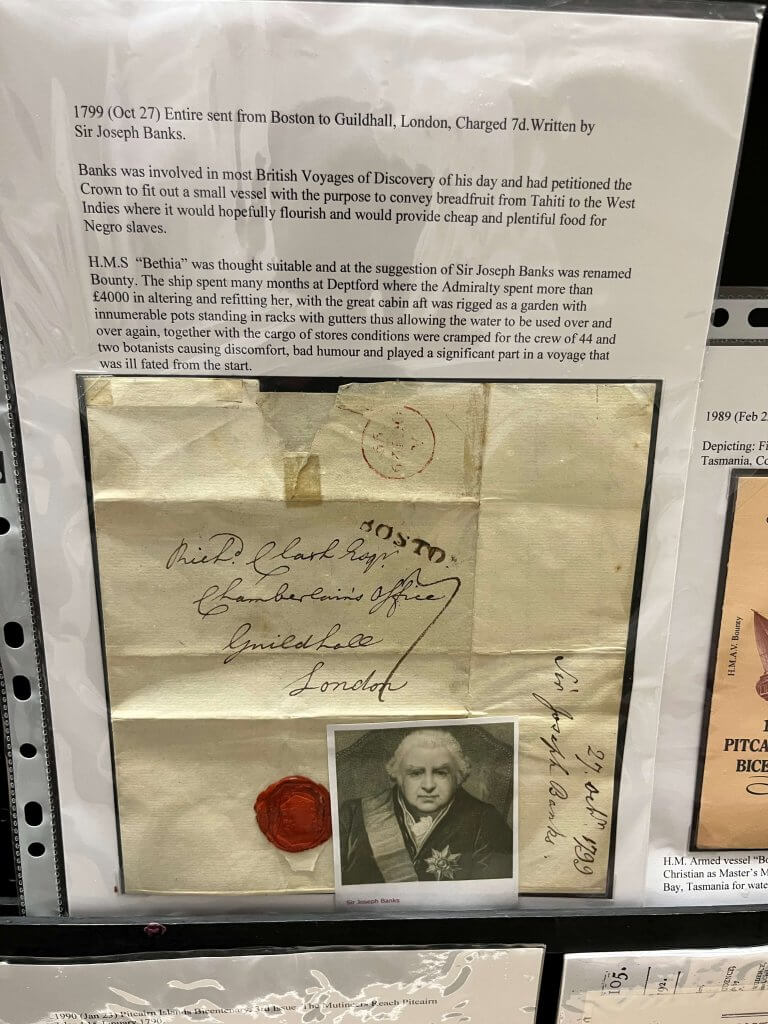 1799 (Oct 27) Entire sent from Boston to Guildhall, London, Charged 7d.Written by
Sir Joseph Banks.
Banks was involved in most British Voyages of Discovery of his day and had petitioned the
Crown to fit out a small vessel with the purpose to convey breadfruit from Tahiti to the West
Indies where it would hopefully flourish and would provide cheap and plentiful food for
Negro slaves.
H.M.S “Bethia” was thought suitable and at the suggestion of Sir Joseph Banks was renamed
Bounty. The ship spent many months at Deptford where the Admiralty spent more than
£4000 in altering and refitting her, with the great cabin aft was rigged as a garden with
innumerable pots standing in racks with gutters thus allowing the water to be used over and
over again, together with the cargo of stores conditions were cramped for the crew of 44 and
two botanists causing discomfort, bad humour and played a significant part in a voyage that
was ill fated from the start.
BOSTO
Richd. Clark Esqr.
Chamberlain's Office
7
Guildhall
London
Sir Joseph Banks.
27. octbr. 1799
Sir Joseph Banks
1989 (Feb 2
Depicting: Fi
Tasmania, Co
H.M.A.V. Bounty
PITCA
BICE
H.M. Armed vessel “Bo
Christian as Master's M
Bay, Tasmania for wate
1990 (Jan 25) Pitcairn Islands Bicentenary, 3rd Issue. The Mutineers Reach Pitcairn
January 1790.
105.